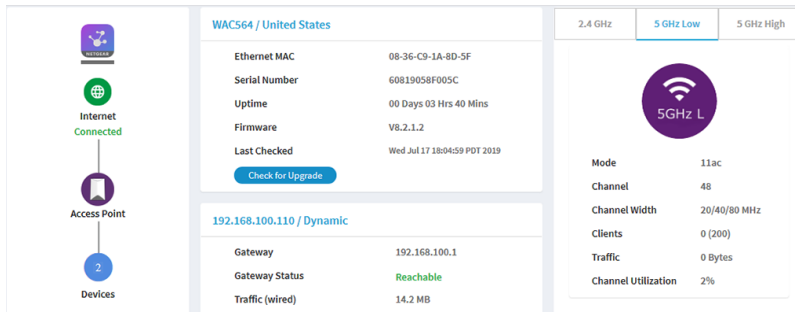 NETGEAR
Internet
Connected
Access Point
2
Devices
WAC564 / United States
Ethernet MAC 08-36-C9-1A-8D-5F
Serial Number 60819058F005C
Uptime 00 Days 03 Hrs 40 Mins
Firmware V8.2.1.2
Last Checked Wed Jul 17 18:04:59 PDT 2019
Check for Upgrade
192.168.100.110 / Dynamic
Gateway 192.168.100.1
Gateway Status Reachable
Traffic (wired) 14.2 MB
2.4 GHz 5 GHz Low 5 GHz High
5GHz L
Mode 11ac
Channel 48
Channel Width 20/40/80 MHz
Clients 0 (200)
Traffic 0 Bytes
Channel Utilization 2%